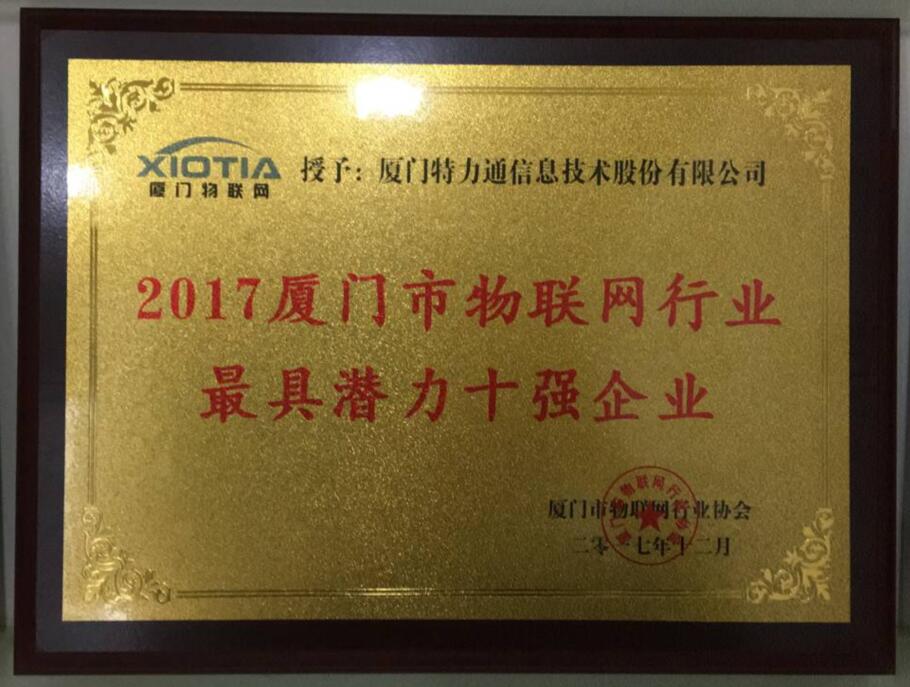 XIOTIA
厦门物联网
授予：厦门特力通信息技术股份有限公司
2017厦门市物联网行业
最具潜力十强企业
厦门市物联网行业协会
二零一七年十二月